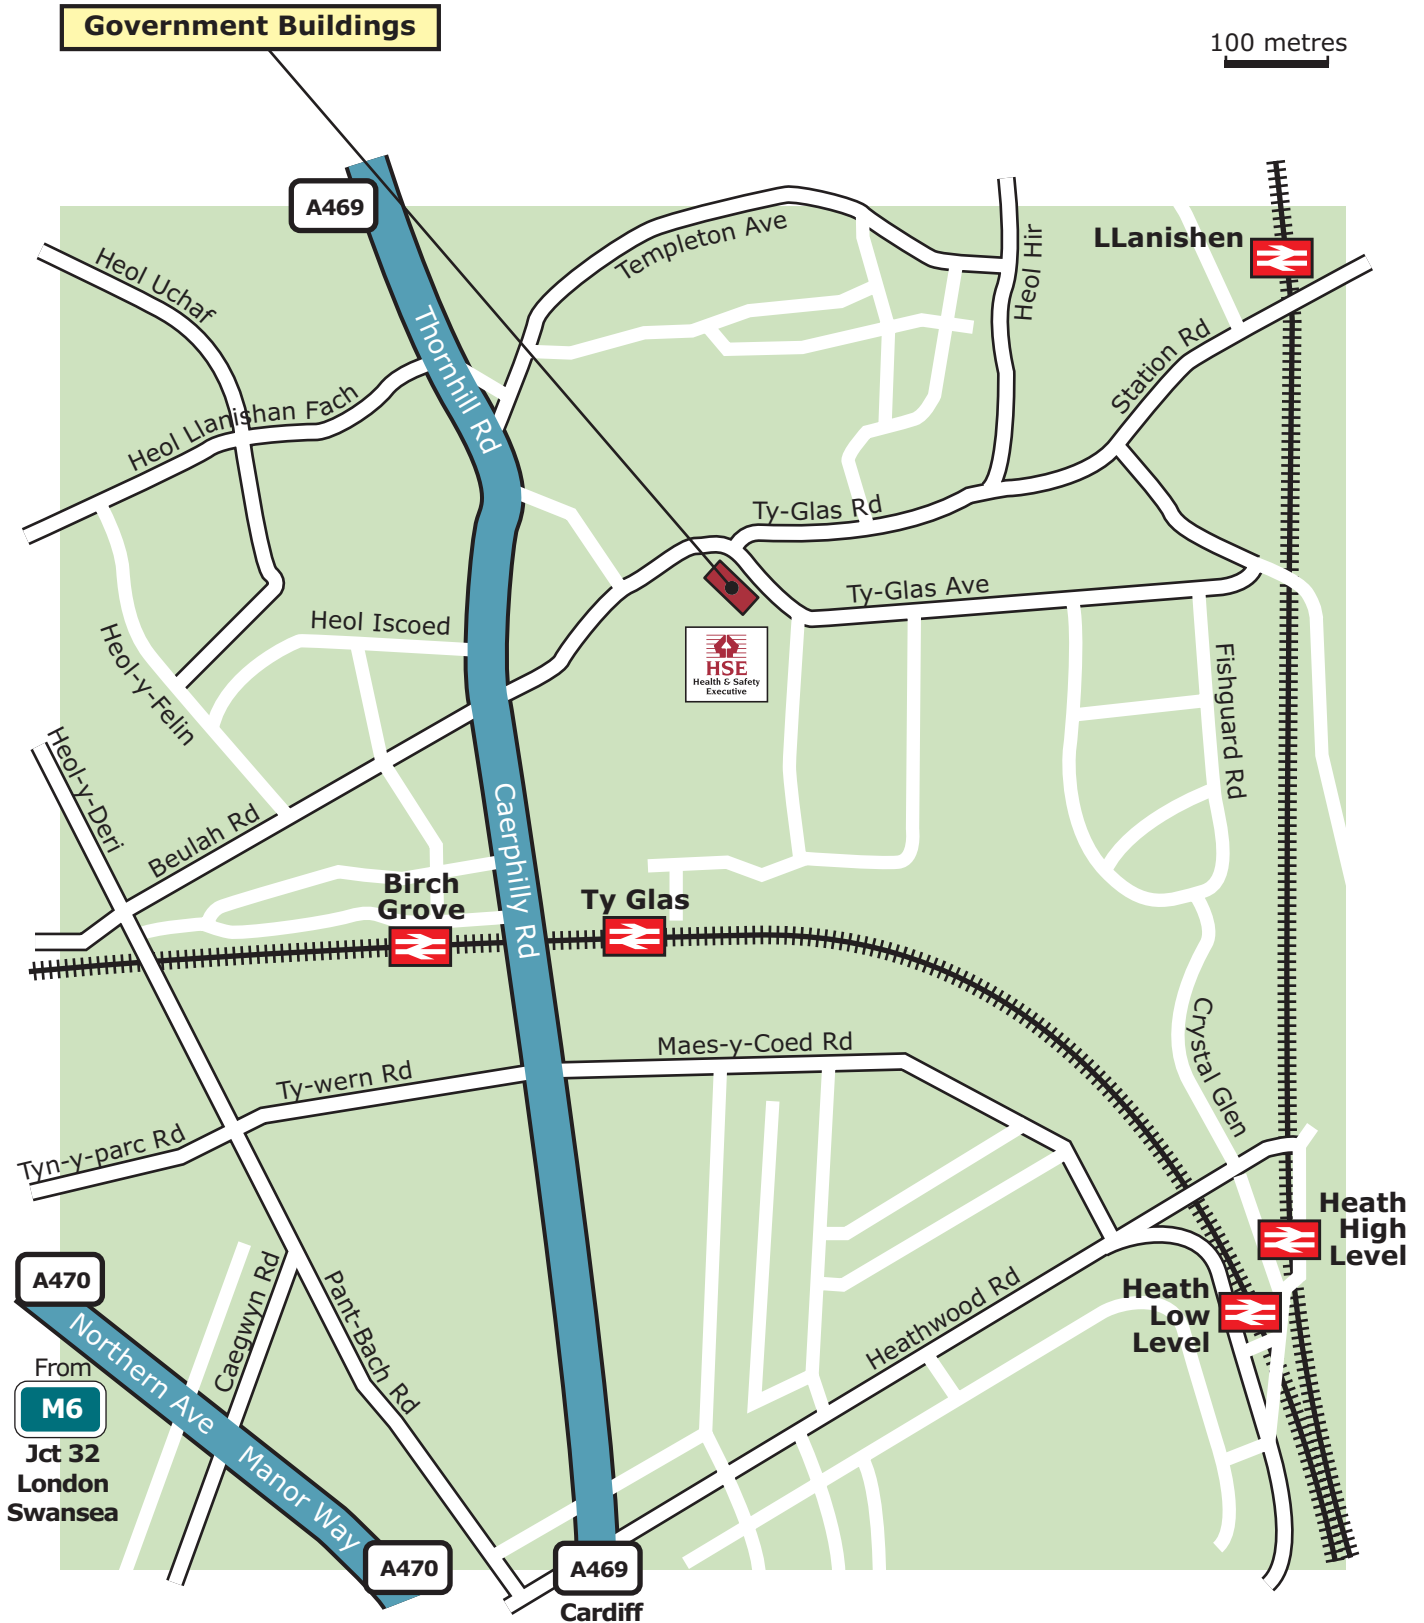 Government Buildings
100 metres
A469
Templeton Ave
Heol Hir
LLanishen
Heol Uchaf
Thornhill Rd
Station Rd
Heol Llanishan Fach
Ty-Glas Rd
Ty-Glas Ave
Heol Iscoed
HSE
Health & Safety
Executive
Heol-y-Felin
Fishguard Rd
Heol-y-Deri
Beulah Rd
Caerphilly Rd
Birch
Grove
Ty Glas
Crystal Glen
Maes-y-Coed Rd
Ty-wern Rd
Tyn-y-parc Rd
Heath
High
Level
A470
Caegwyn Rd
Pant-Bach Rd
Heathwood Rd
Heath
Low
Level
Northern Ave
From
M6
Jct 32
London
Swansea
Manor Way
A470
A469
Cardiff